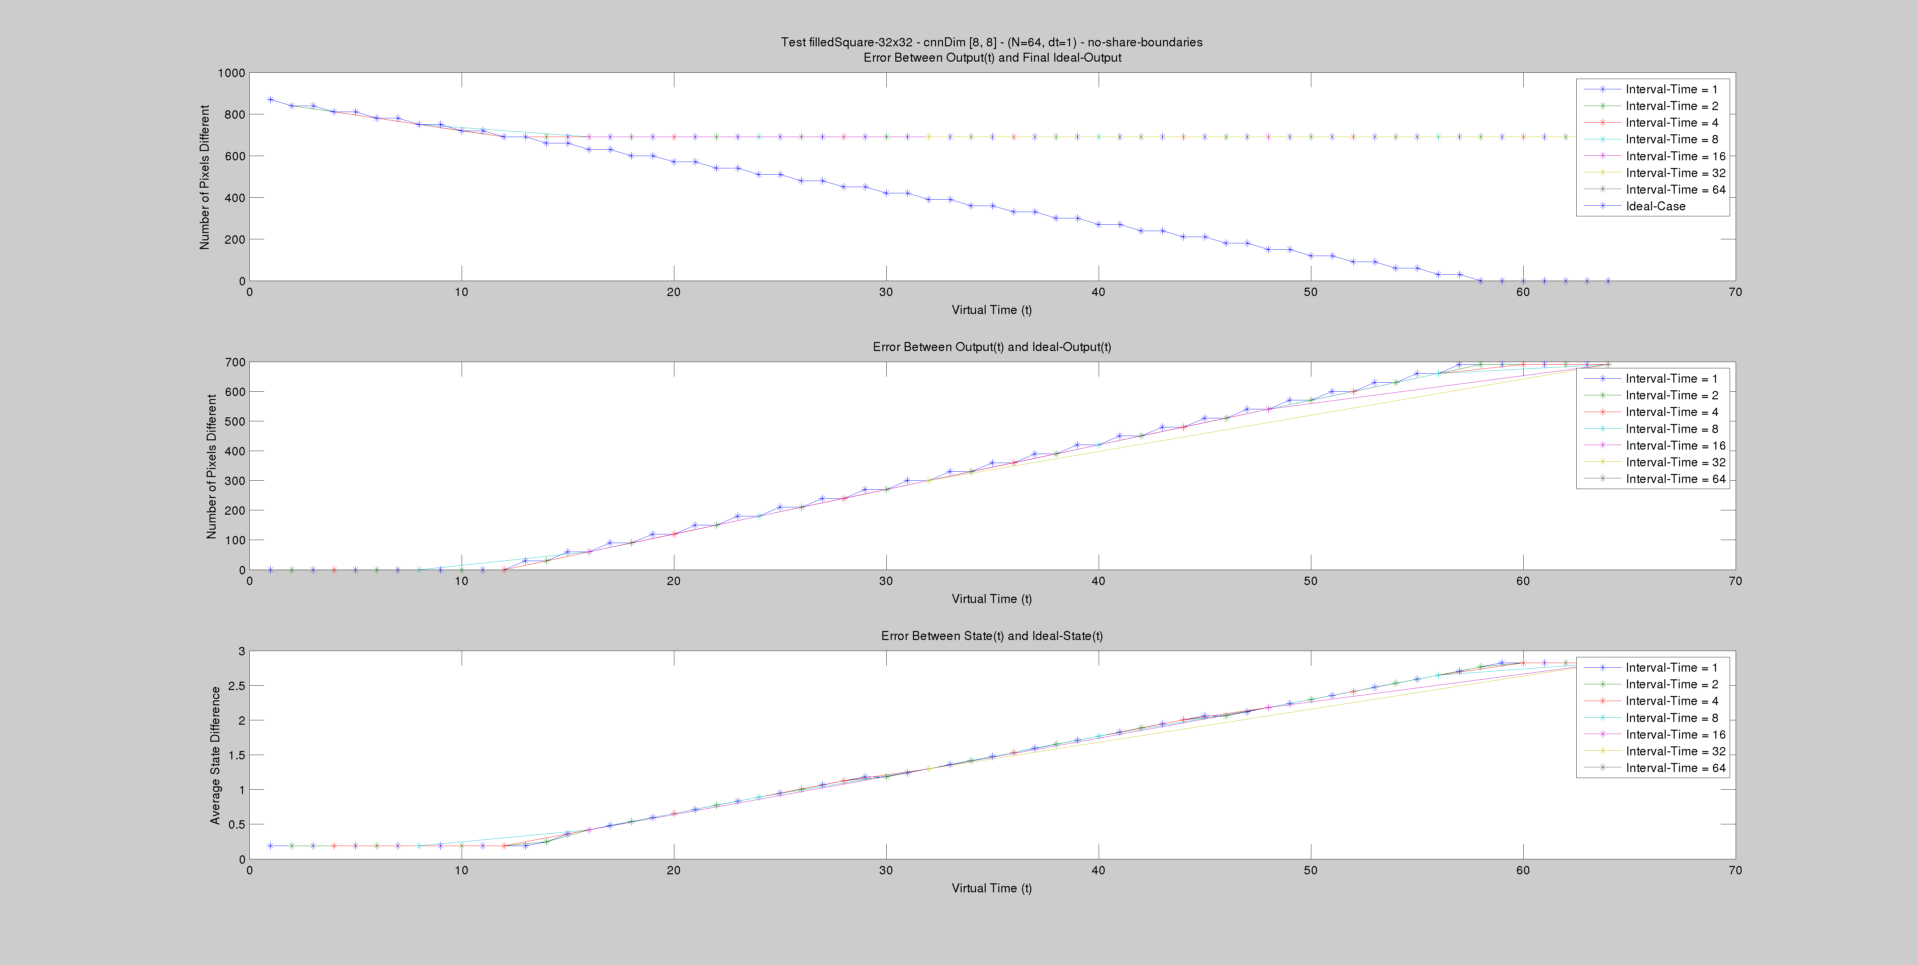 Test filledSquare-32x32 - cnnDim [8, 8] - (N=64, dt=1) - no-share-boundaries
Error Between Output(t) and Final Ideal-Output
1000
800
600
400
200
0
Number of Pixels Different
0 10 20 30 40 50 60 70
Virtual Time (t)
Interval-Time = 1
Interval-Time = 2
Interval-Time = 4
Interval-Time = 8
Interval-Time = 16
Interval-Time = 32
Interval-Time = 64
Ideal-Case
Error Between Output(t) and Ideal-Output(t)
700
600
500
400
300
200
100
0
Number of Pixels Different
0 10 20 30 40 50 60 70
Virtual Time (t)
Interval-Time = 1
Interval-Time = 2
Interval-Time = 4
Interval-Time = 8
Interval-Time = 16
Interval-Time = 32
Interval-Time = 64
Error Between State(t) and Ideal-State(t)
3
2.5
2
1.5
1
0.5
0
Average State Difference
0 10 20 30 40 50 60 70
Virtual Time (t)
Interval-Time = 1
Interval-Time = 2
Interval-Time = 4
Interval-Time = 8
Interval-Time = 16
Interval-Time = 32
Interval-Time = 64